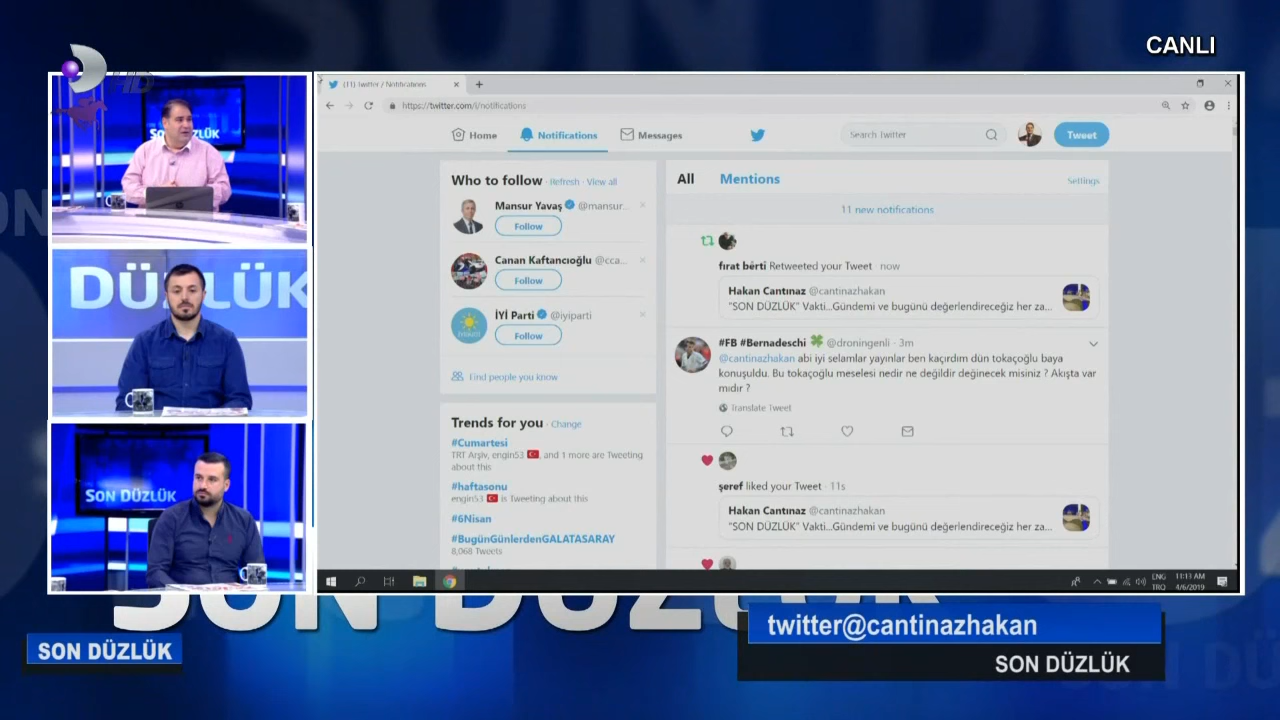 CANLI
HD
SON DÜZLÜK
DÜZLÜK
SON DÜZLÜK
(11) Twitter / Notifications
https://twitter.com/i/notifications
Home
Notifications
Messages
Search Twitter
Tweet
Who to follow · Refresh · View all
Mansur Yavaş @mansur...
Follow
Canan Kaftancıoğlu @cca...
Follow
İYİ Parti @iyiparti
Follow
Find people you know
Trends for you · Change
#Cumartesi
TRT Arşiv, engin53 , and 1 more are Tweeting
about this
#haftasonu
engin53 is Tweeting about this
#6Nisan
#BugünGünlerdenGALATASARAY
8,068 Tweets
All Mentions Settings
11 new notifications
fırat bèrti Retweeted your Tweet · now
Hakan Cantınaz @cantinazhakan
"SON DÜZLÜK" Vakti...Gündemi ve bugünü değerlendireceğiz her za...
#FB #Bernadeschi @droningenli · 3m
@cantinazhakan abi iyi selamlar yayınlar ben kaçırdım dün tokaçoğlu baya
konuşuldu. Bu tokaçoğlu meselesi nedir ne değildir değinecek misiniz ? Akışta var
mıdır ?
Translate Tweet
şeref liked your Tweet · 11s
Hakan Cantınaz @cantinazhakan
"SON DÜZLÜK" Vakti...Gündemi ve bugünü değerlendireceğiz her za...
ENG
TRQ
11:13 AM
4/6/2019
SON DÜZLÜK
twitter@cantinazhakan
SON DÜZLÜK
SON DÜZLÜK